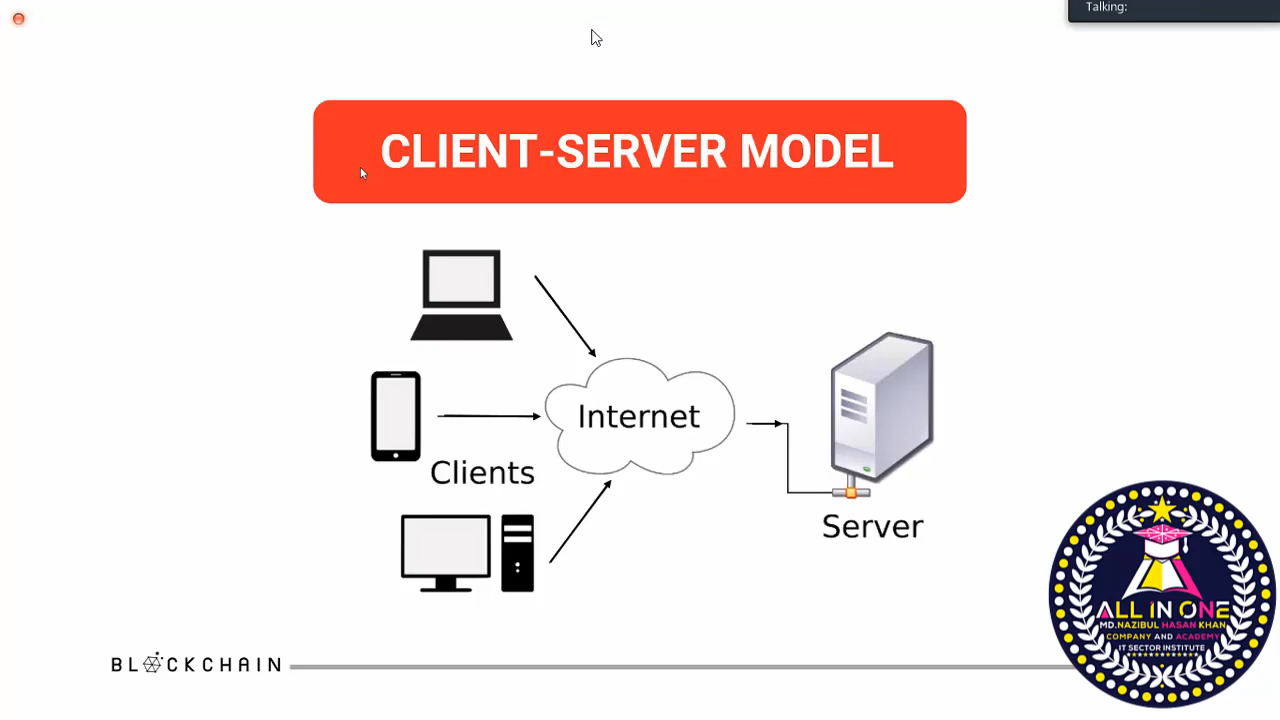 Talking:
CLIENT-SERVER MODEL
Internet
Clients
Server
BLOCKCHAIN
ALL IN ONE
MD.NAZIBUL HASAN KHAN
COMPANY AND ACADEMY
IT SECTOR INSTITUTE